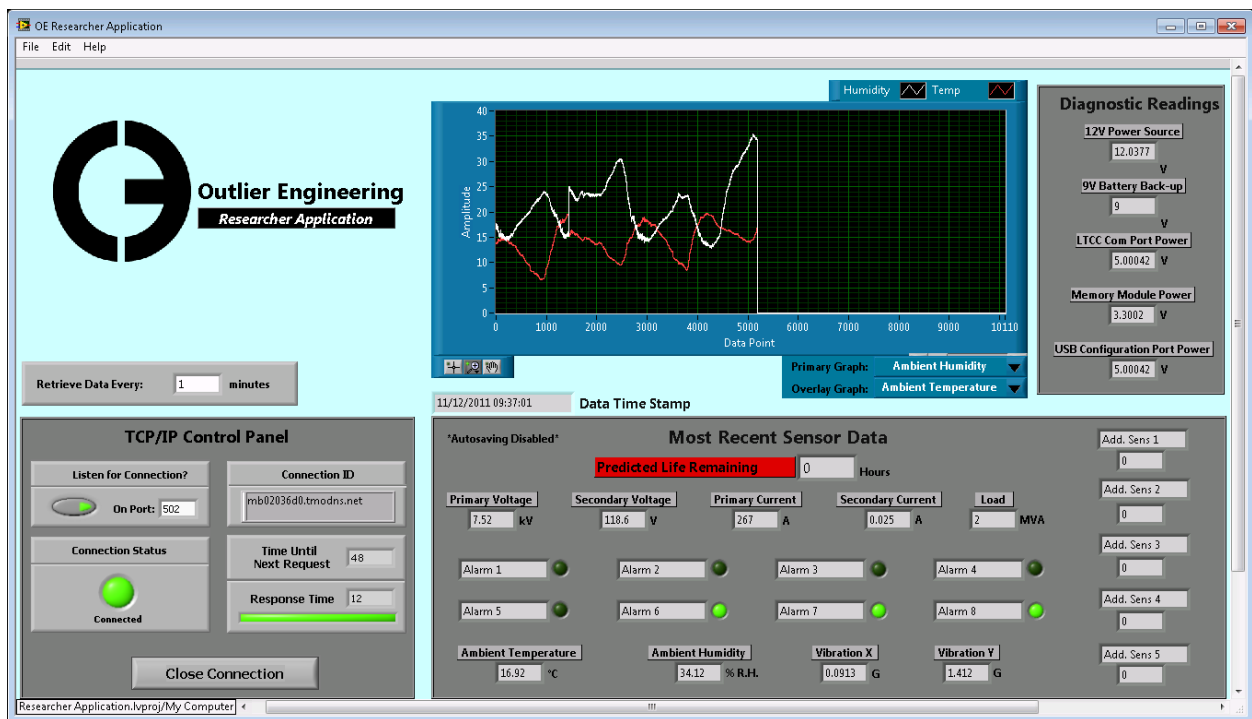 OE Researcher Application
File Edit Help
Outlier Engineering
Researcher Application
Humidity Temp
40
35
30
25
20
15
10
5
0
Amplitude
0 1000 2000 3000 4000 5000 6000 7000 8000 9000 10110
Data Point
Primary Graph: Ambient Humidity
Overlay Graph: Ambient Temperature
Diagnostic Readings
12V Power Source
12.0377
V
9V Battery Back-up
9
V
LTCC Com Port Power
5.00042 V
Memory Module Power
3.3002 V
USB Configuration Port Power
5.00042 V
Retrieve Data Every: 1 minutes
11/12/2011 09:37:01 Data Time Stamp
TCP/IP Control Panel
Listen for Connection?
On Port: 502
Connection ID
mb02036d0.tmodns.net
Connection Status
Connected
Time Until
Next Request 48
Response Time 12
Close Connection
*Autosaving Disabled* Most Recent Sensor Data
Predicted Life Remaining 0 Hours
Primary Voltage Secondary Voltage Primary Current Secondary Current Load
7.52 kV 118.6 V 267 A 0.025 A 2 MVA
Alarm 1 Alarm 2 Alarm 3 Alarm 4
Alarm 5 Alarm 6 Alarm 7 Alarm 8
Ambient Temperature Ambient Humidity Vibration X Vibration Y
16.92 °C 34.12 % R.H. 0.0913 G 1.412 G
Add. Sens 1
0
Add. Sens 2
0
Add. Sens 3
0
Add. Sens 4
0
Add. Sens 5
0
Researcher Application.lvproj/My Computer